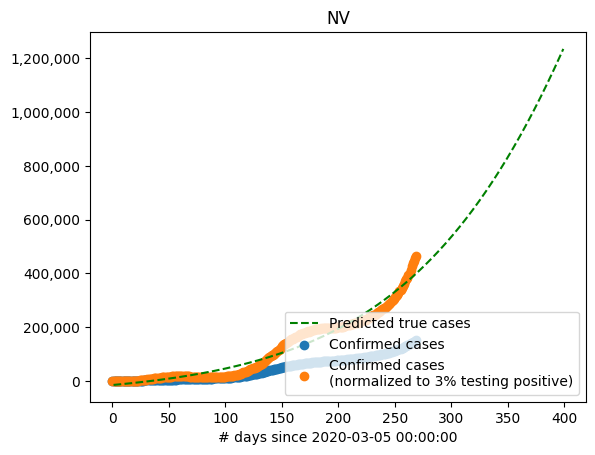 NV
1,200,000
1,000,000
800,000
600,000
400,000
200,000
0
Predicted true cases
Confirmed cases
Confirmed cases
(normalized to 3% testing positive)
0 50 100 150 200 250 300 350 400
# days since 2020-03-05 00:00:00